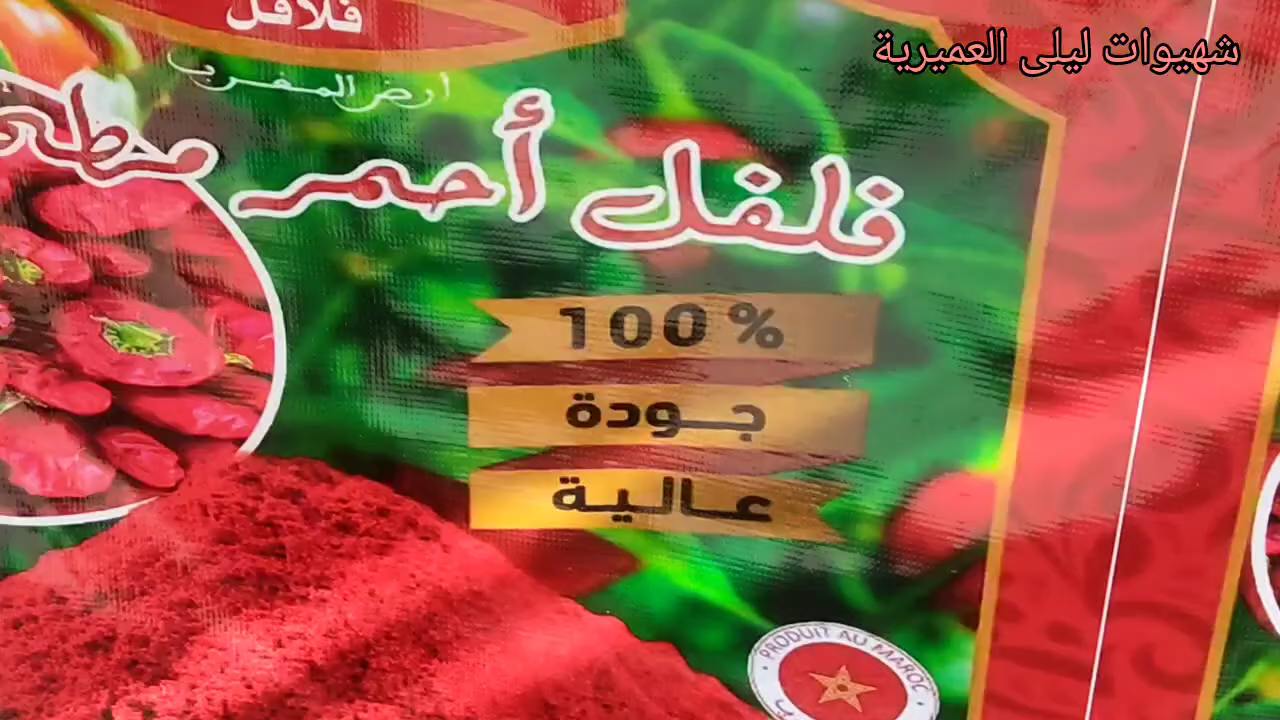 شهيوات ليلى العميرية
فلافل
أرض المغرب
فلفل أحمر
100%
جودة
عالية
PRODUIT AU MAROC